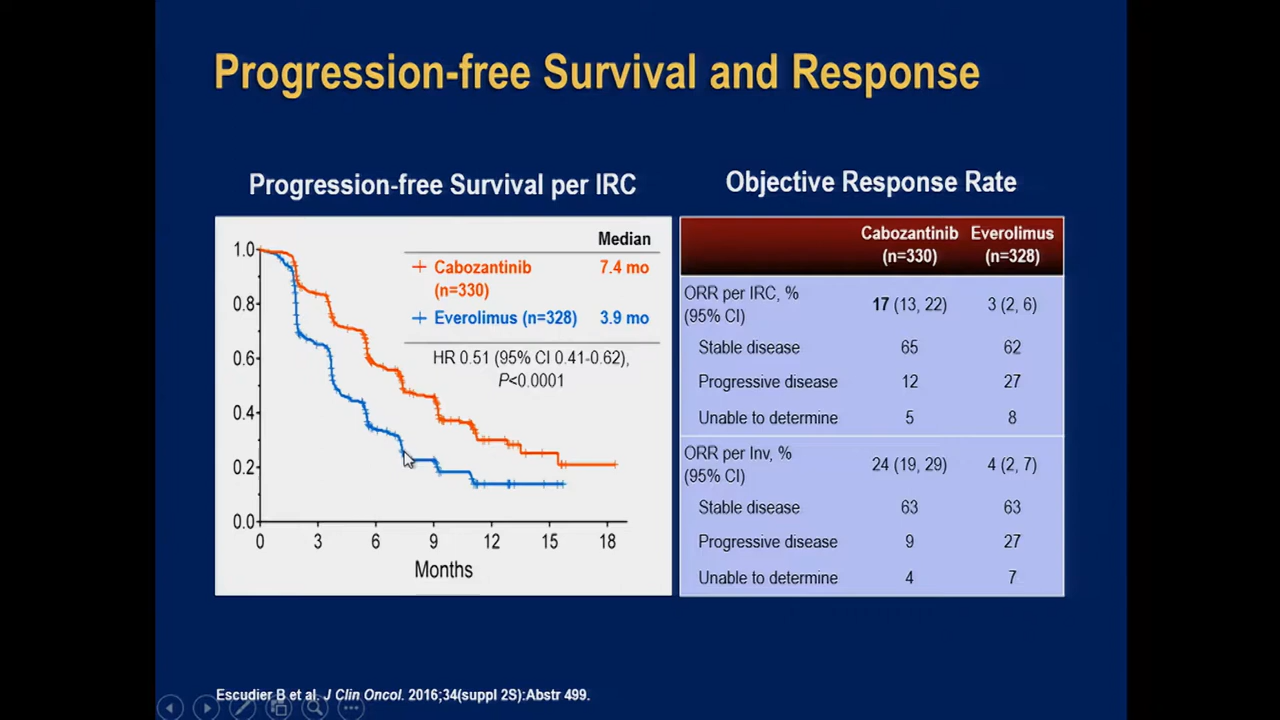 Progression-free Survival and Response
Progression-free Survival per IRC
Median
Cabozantinib 7.4 mo
(n=330)
Everolimus (n=328) 3.9 mo
HR 0.51 (95% CI 0.41-0.62),
P<0.0001
1.0
0.8
0.6
0.4
0.2
0.0
0 3 6 9 12 15 18
Months
Objective Response Rate
Cabozantinib Everolimus
(n=330) (n=328)
ORR per IRC, %
(95% CI) 17 (13, 22) 3 (2, 6)
Stable disease 65 62
Progressive disease 12 27
Unable to determine 5 8
ORR per Inv, %
(95% CI) 24 (19, 29) 4 (2, 7)
Stable disease 63 63
Progressive disease 9 27
Unable to determine 4 7
Escudier B et al. J Clin Oncol. 2016;34(suppl 2S):Abstr 499.